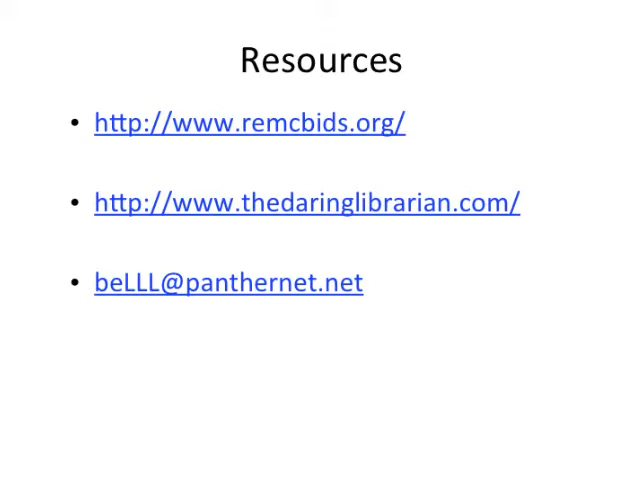 Resources
• http://www.remcbids.org/
• http://www.thedaringlibrarian.com/
• beLLL@panthernet.net